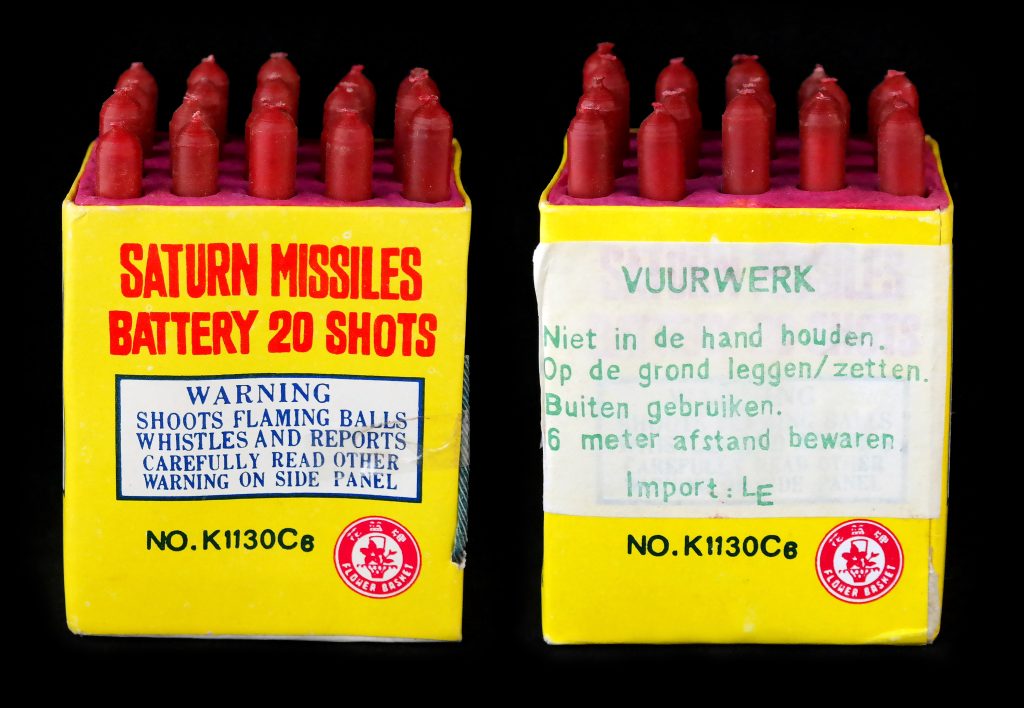 SATURN MISSILES
BATTERY 20 SHOTS
WARNING
SHOOTS FLAMING BALLS
WHISTLES AND REPORTS
CAREFULLY READ OTHER
WARNING ON SIDE PANEL
NO. K1130C6
FLOWER BASKET
VUURWERK
Niet in de hand houden.
Op de grond leggen/zetten.
Buiten gebruiken.
6 meter afstand bewaren.
Import: LE
NO. K1130C6
FLOWER BASKET